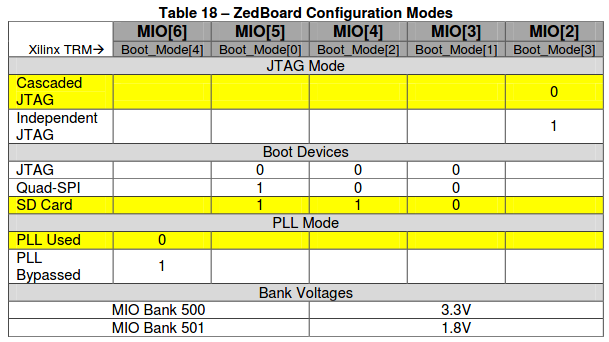 Table 18 – ZedBoard Configuration Modes
MIO[6] MIO[5] MIO[4] MIO[3] MIO[2]
Xilinx TRM→ Boot_Mode[4] Boot_Mode[0] Boot_Mode[2] Boot_Mode[1] Boot_Mode[3]
JTAG Mode
Cascaded
JTAG 0
Independent
JTAG 1
Boot Devices
JTAG 0 0 0
Quad-SPI 1 0 0
SD Card 1 1 0
PLL Mode
PLL Used 0
PLL
Bypassed 1
Bank Voltages
MIO Bank 500 3.3V
MIO Bank 501 1.8V